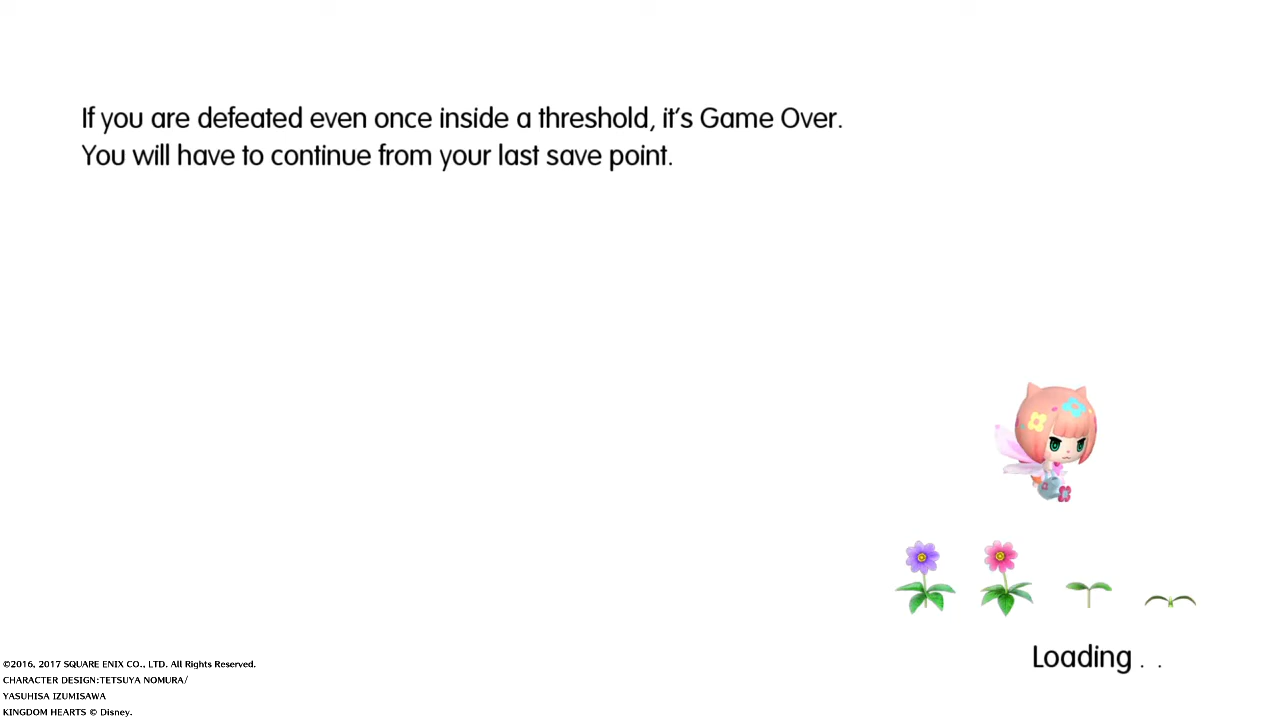 If you are defeated even once inside a threshold, it's Game Over.
You will have to continue from your last save point.
Loading . .
©2016, 2017 SQUARE ENIX CO., LTD. All Rights Reserved.
CHARACTER DESIGN:TETSUYA NOMURA/
YASUHISA IZUMISAWA
KINGDOM HEARTS © Disney.